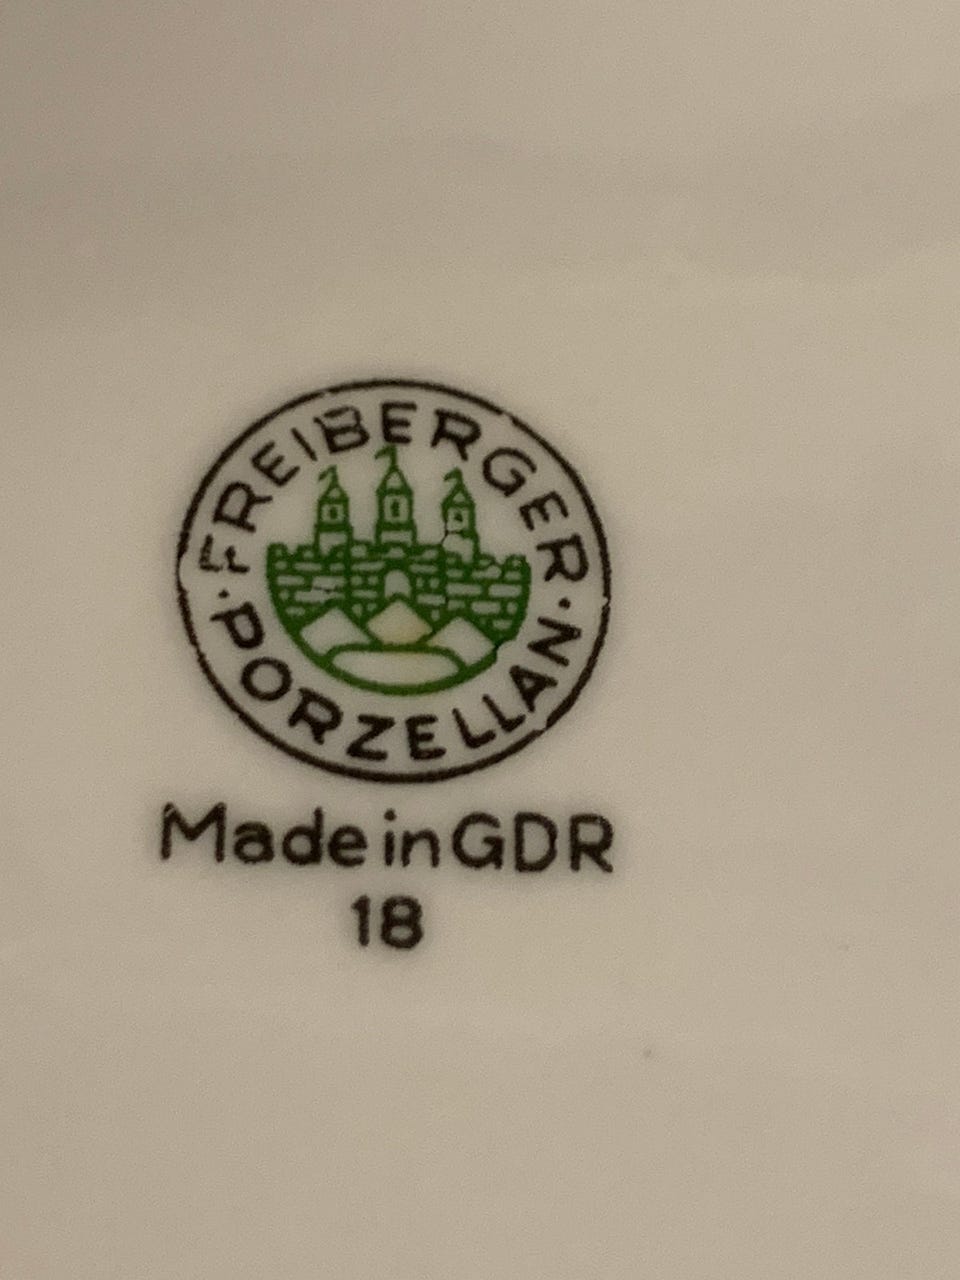 FREIBERGER
· PORZELLAN ·
Made in GDR
18